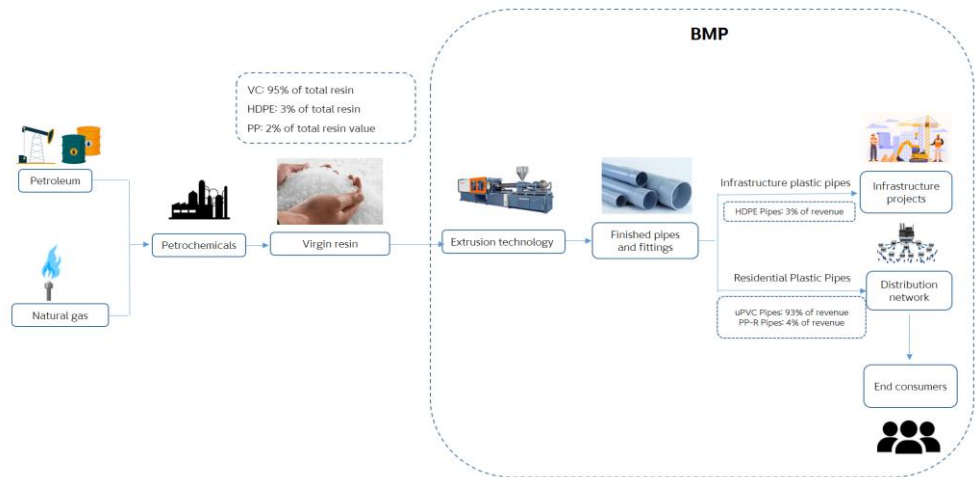 BMP
VC: 95% of total resin
HDPE: 3% of total resin
PP: 2% of total resin value
Petroleum
Natural gas
Petrochemicals
Virgin resin
Extrusion technology
Finished pipes
and fittings
Infrastructure plastic pipes
HDPE Pipes: 3% of revenue
Infrastructure
projects
Residential Plastic Pipes
uPVC Pipes: 93% of revenue
PP-R Pipes: 4% of revenue
Distribution
network
End consumers